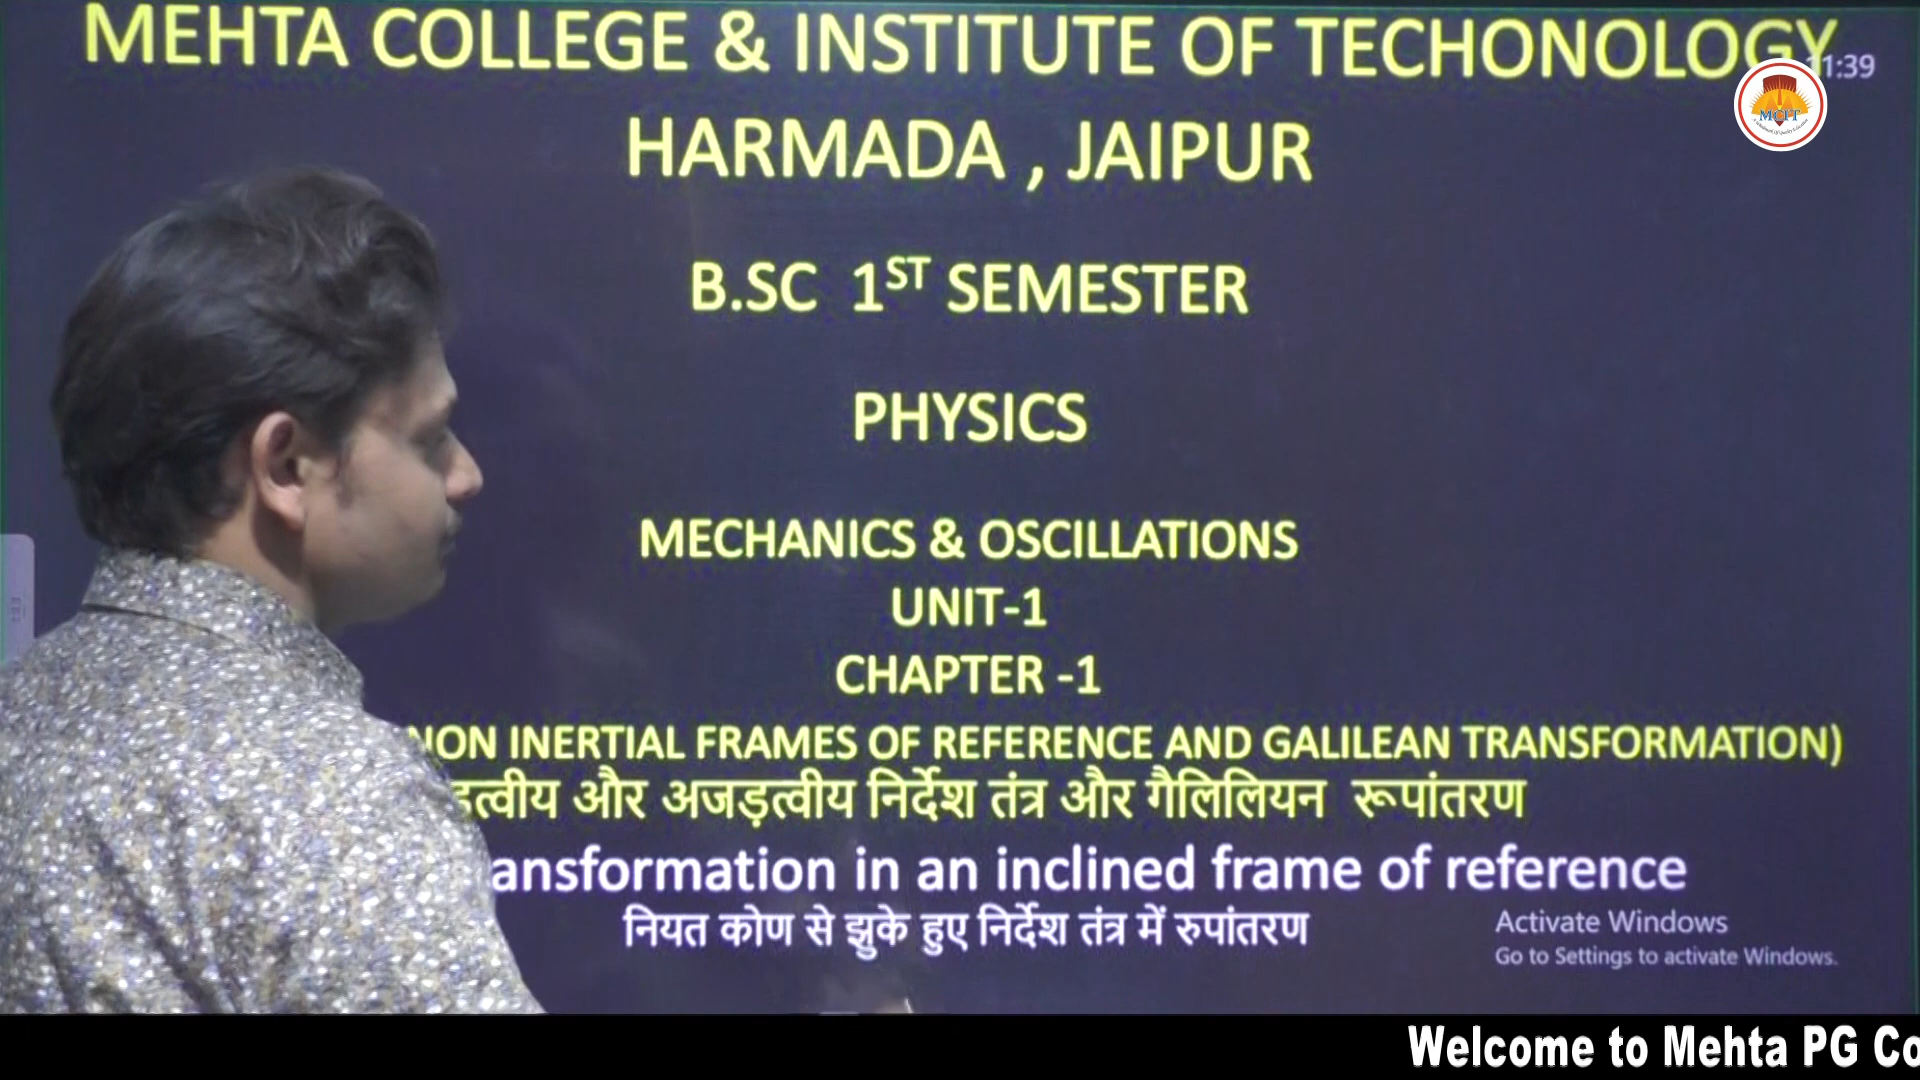 MEHTA COLLEGE & INSTITUTE OF TECHONOLOGY
HARMADA , JAIPUR
B.SC 1ST SEMESTER
PHYSICS
MECHANICS & OSCILLATIONS
UNIT-1
CHAPTER -1
NON INERTIAL FRAMES OF REFERENCE AND GALILEAN TRANSFORMATION)
और अजड़त्वीय निर्देश तंत्र और गैलिलियन रूपांतरण
ansformation in an inclined frame of reference
नियत कोण से झुके हुए निर्देश तंत्र में रुपांतरण
Activate Windows
Go to Settings to activate Windows.
1:39
MCIT
Welcome to Mehta PG Co